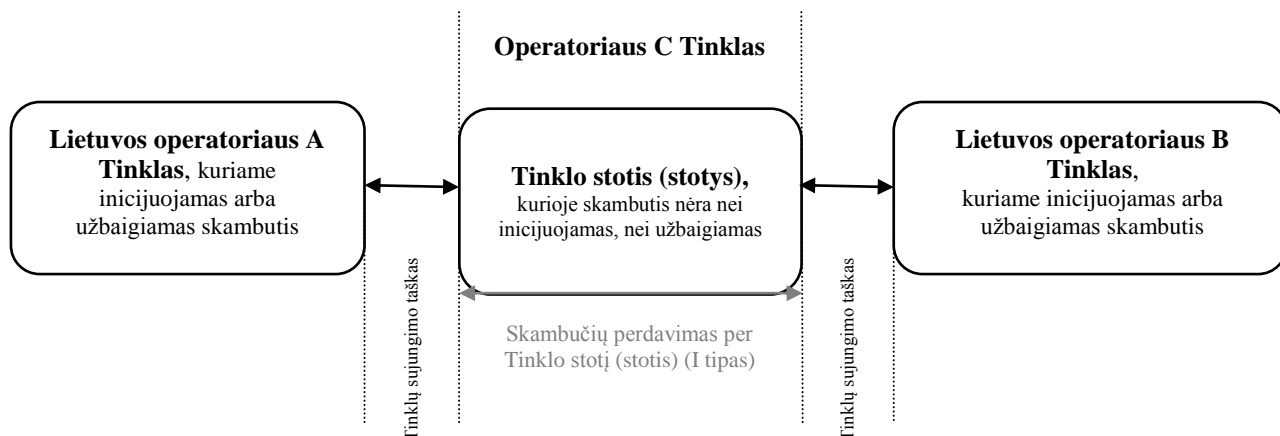 Operatoriaus C Tinklas
Lietuvos operatoriaus A
Tinklas, kuriame
inicijuojamas arba
užbaigiamas skambutis
Tinklo stotis (stotys),
kurioje skambutis nėra nei
inicijuojamas, nei užbaigiamas
Lietuvos operatoriaus B
Tinklas,
kuriame inicijuojamas arba
užbaigiamas skambutis
Tinklų sujungimo taškas
Skambučių perdavimas per
Tinklo stotį (stotis) (I tipas)
Tinklų sujungimo taškas